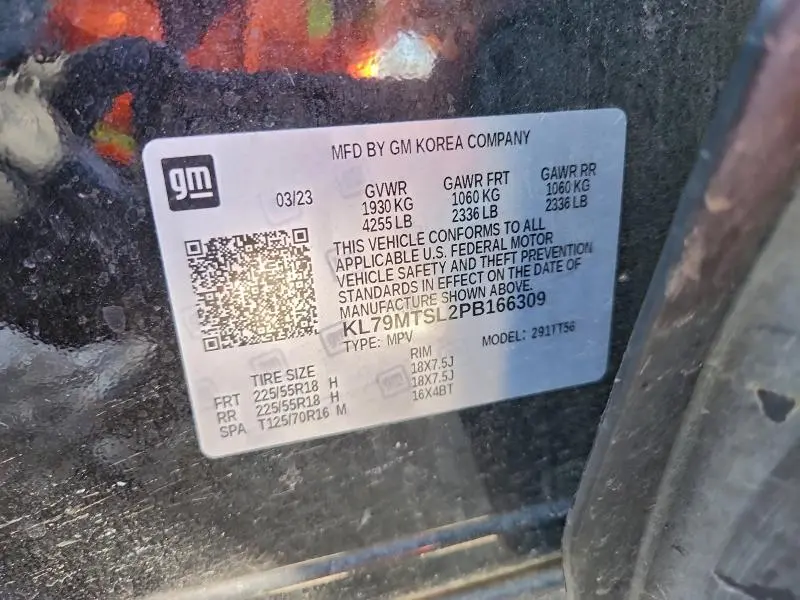 MFD BY GM KOREA COMPANY
gm
03/23
GVWR GAWR FRT GAWR RR
1930 KG 1060 KG 1060 KG
4255 LB 2336 LB 2336 LB
THIS VEHICLE CONFORMS TO ALL
APPLICABLE U.S. FEDERAL MOTOR
VEHICLE SAFETY AND THEFT PREVENTION
STANDARDS IN EFFECT ON THE DATE OF
MANUFACTURE SHOWN ABOVE.
KL79MTSL2PB166309
TYPE: MPV MODEL: 291TT56
TIRE SIZE RIM
FRT 225/55R18 H 18X7.5J
RR 225/55R18 H 18X7.5J
SPA T125/70R16 M 16X4BT